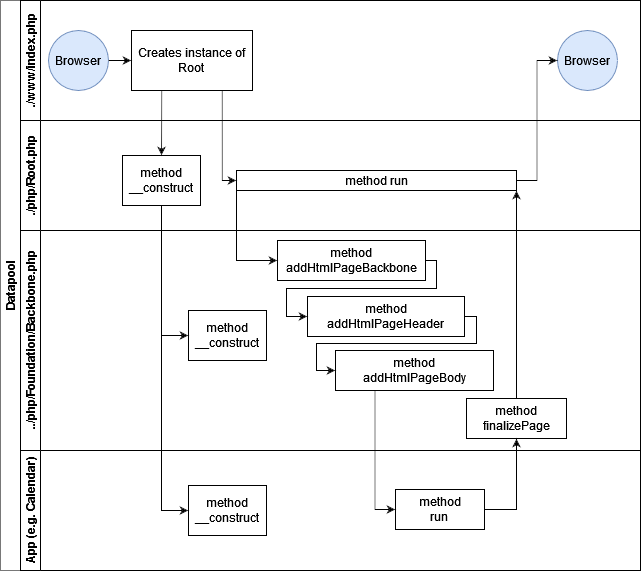 Datapool
./www/index.php
Browser
Creates instance of
Root
Browser
./php/Root.php
method
__construct
method run
../php/Foundation/Backbone.php
method
addHtmlPageBackbone
method
__construct
method
addHtmlPageHeader
method
addHtmlPageBody
method
finalizePage
App (e.g. Calendar)
method
__construct
method
run